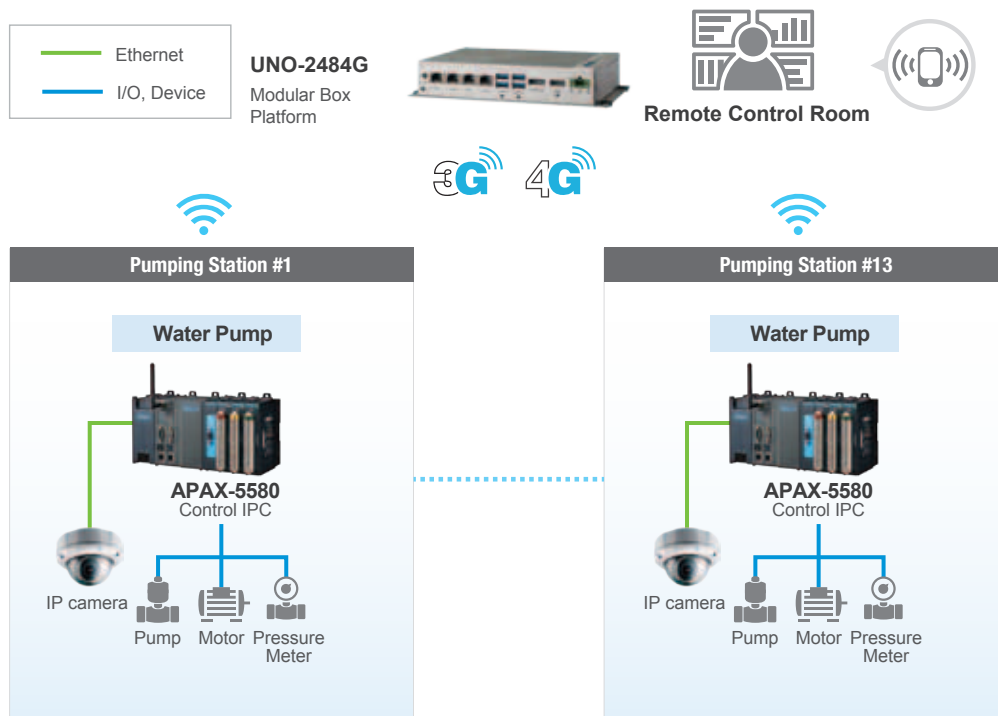 Ethernet
I/O, Device
UNO-2484G
Modular Box
Platform
Remote Control Room
3G
4G
Pumping Station #1
Water Pump
APAX-5580
Control IPC
IP camera
Pump
Motor
Pressure
Meter
Pumping Station #13
Water Pump
APAX-5580
Control IPC
IP camera
Pump
Motor
Pressure
Meter